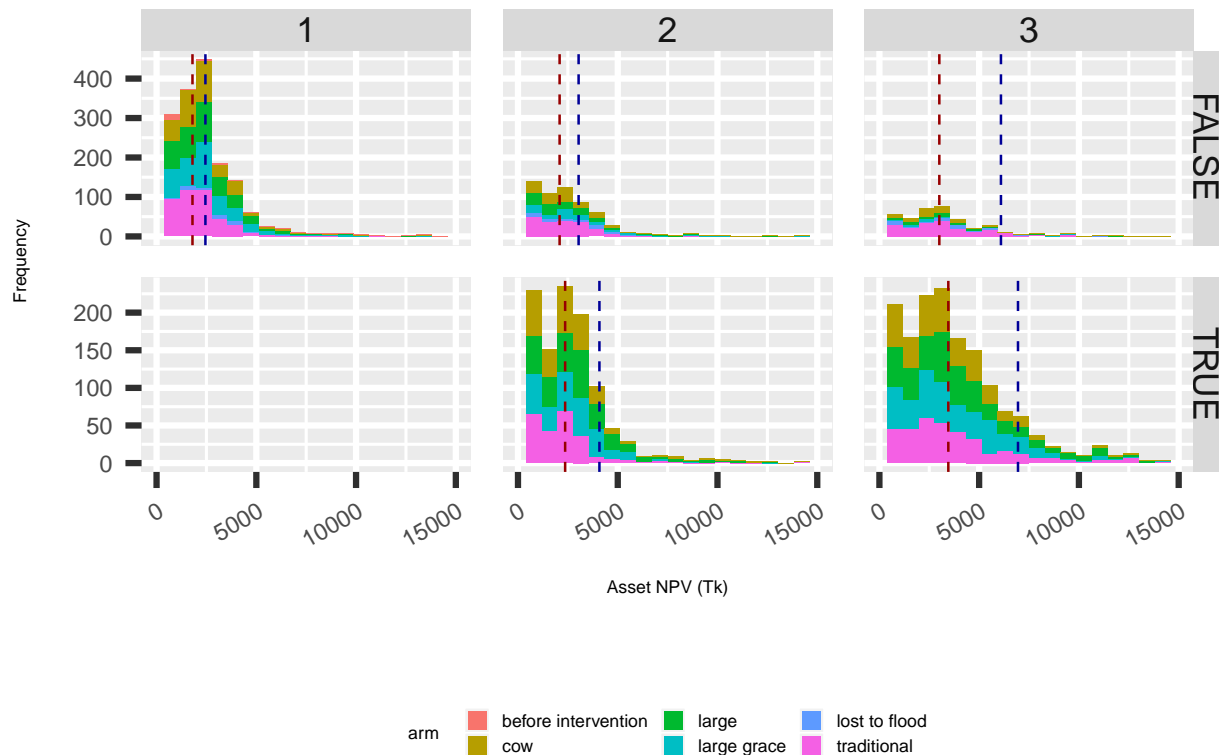 1 2 3
400
300
200
100
0
FALSE
Frequency
200
150
100
50
0
TRUE
0 5000 10000 15000 0 5000 10000 15000 0 5000 10000 15000
Asset NPV (Tk)
arm
before intervention large lost to flood
cow large grace traditional